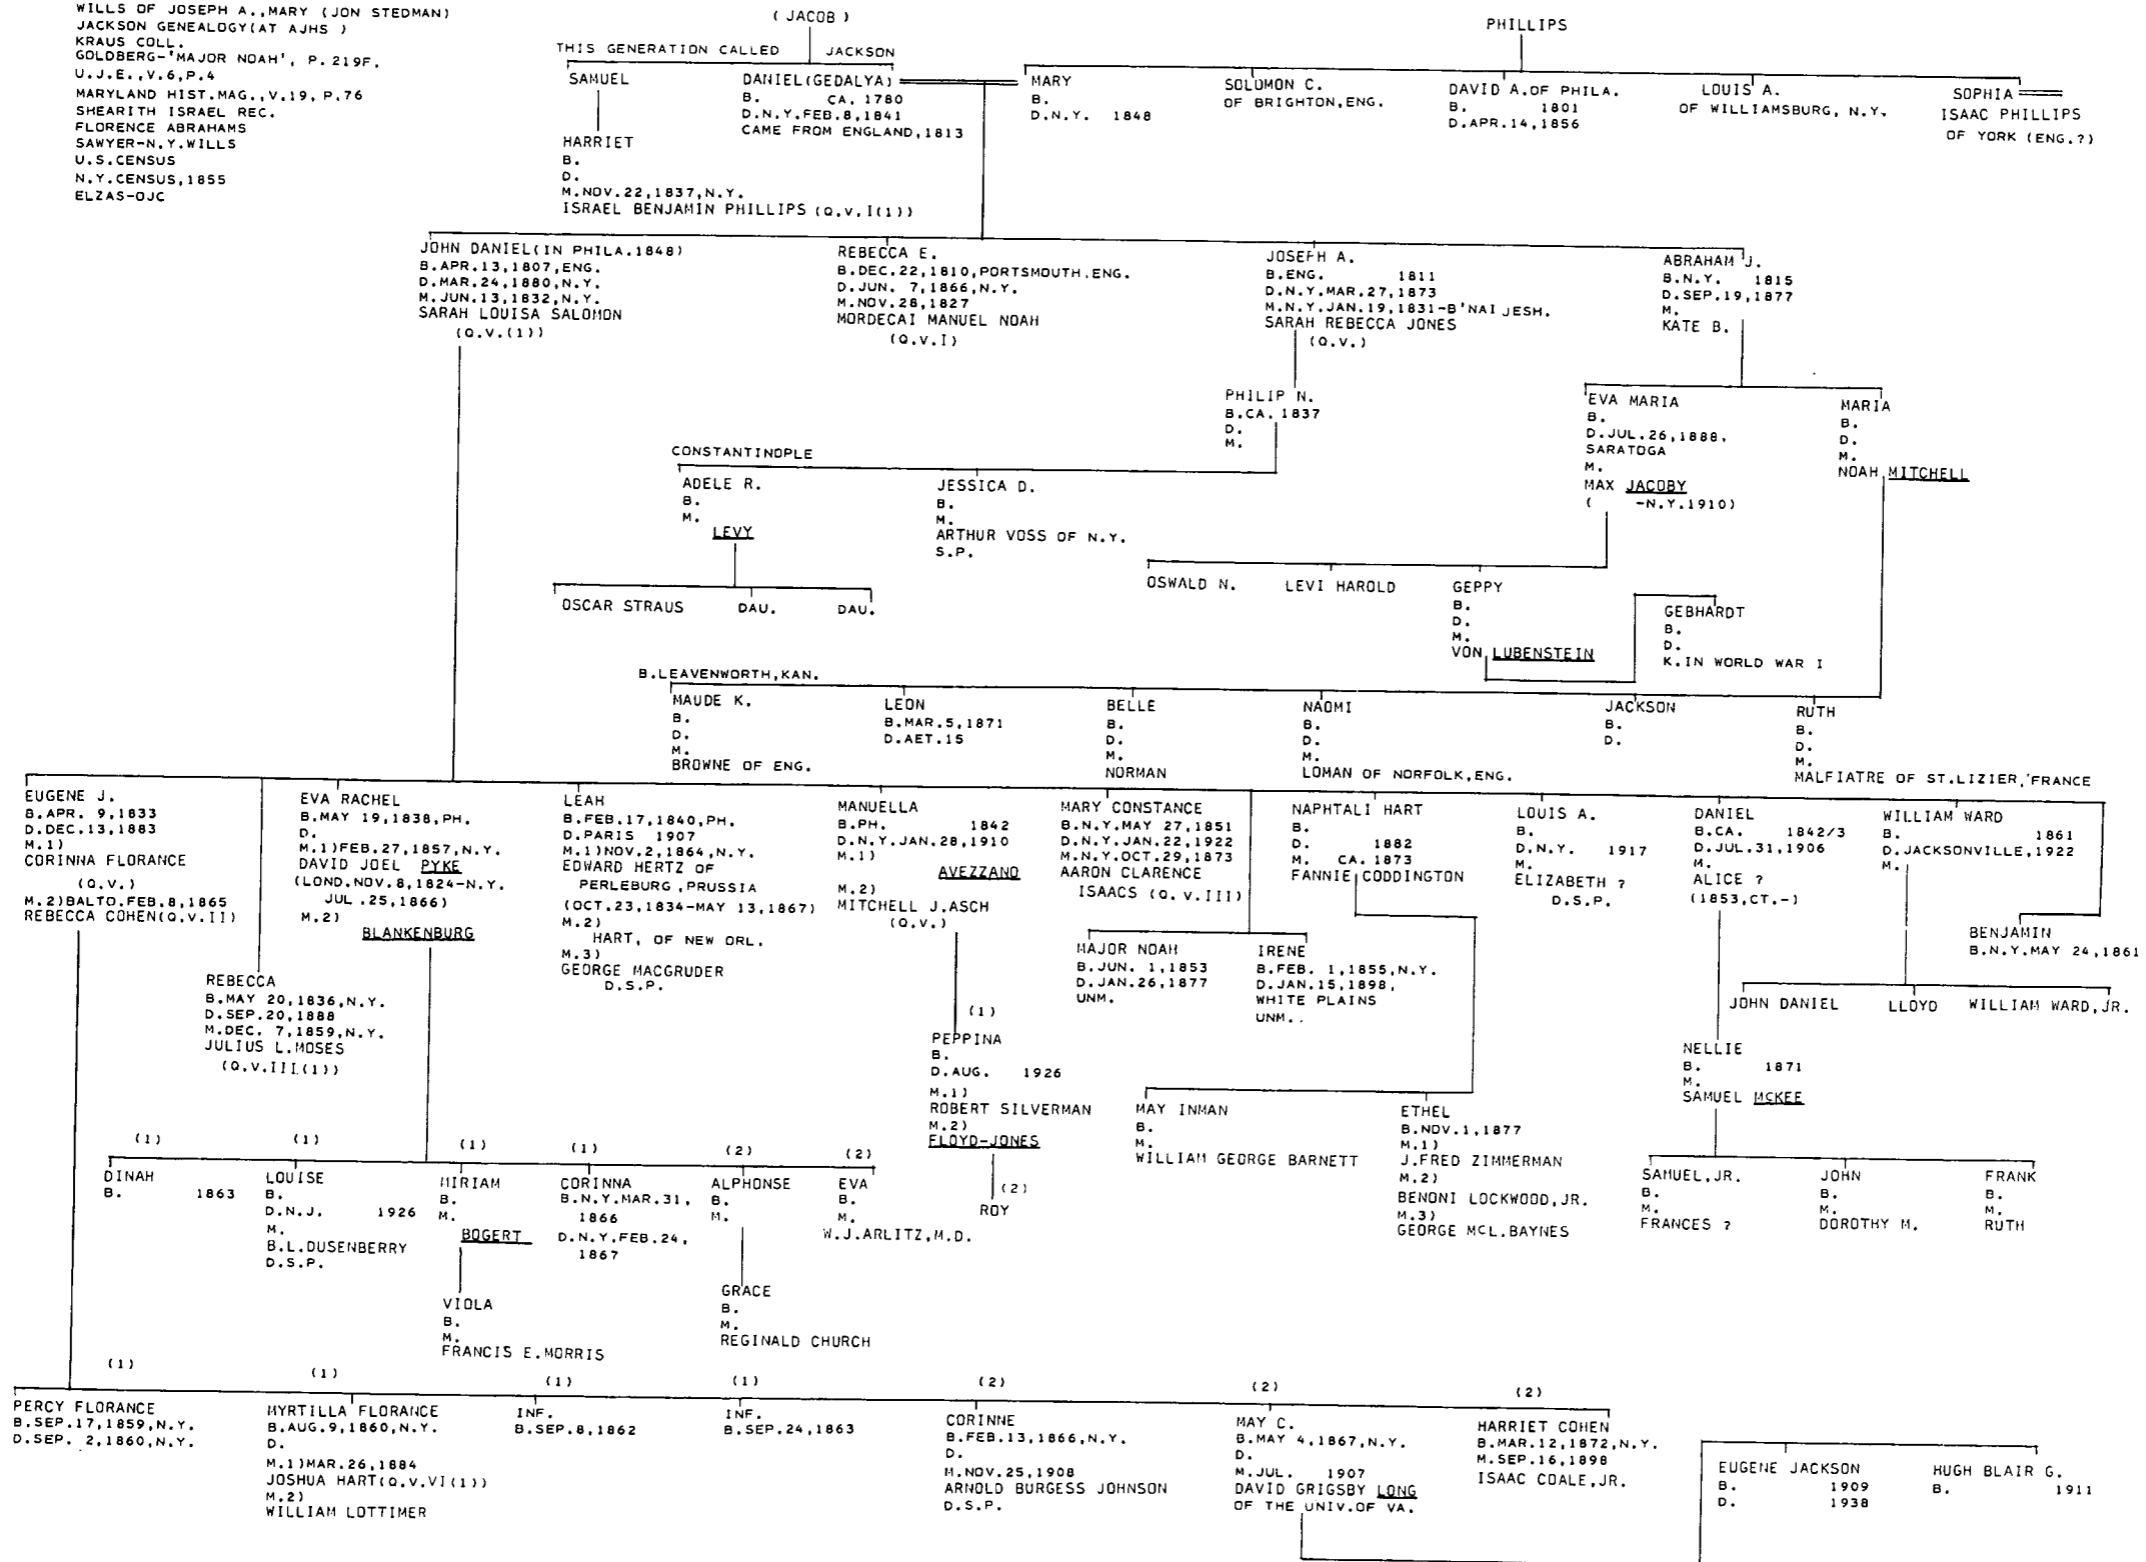 WILLS OF JOSEPH A.,MARY (JON STEDMAN)
JACKSON GENEALOGY(AT AJHS )
KRAUS COLL.
GOLDBERG-'MAJOR NOAH', P.219F.
U.J.E.,V.6,P.4
MARYLAND HIST.MAG.,V.19, P.76
SHEARITH ISRAEL REC.
FLORENCE ABRAHAMS
SAWYER-N.Y.WILLS
U.S.CENSUS
N.Y.CENSUS,1855
ELZAS-OJC
( JACOB )
THIS GENERATION CALLED JACKSON
PHILLIPS
SAMUEL
DANIEL(GEDALYA)
B. CA. 1780
D.N.Y.FEB.8,1841
CAME FROM ENGLAND,1813
MARY
B.
D.N.Y. 1848
SOLOMON C.
OF BRIGHTON,ENG.
DAVID A.OF PHILA.
B. 1801
D.APR.14,1856
LOUIS A.
OF WILLIAMSBURG, N.Y.
SOPHIA
ISAAC PHILLIPS
OF YORK (ENG.?)
HARRIET
B.
D.
M.NOV.22,1837,N.Y.
ISRAEL BENJAMIN PHILLIPS (Q.V.I(1))
JOHN DANIEL(IN PHILA.1848)
B.APR.13,1807,ENG.
D.MAR.24,1880,N.Y.
M.JUN.13,1832,N.Y.
SARAH LOUISA SALOMON
(Q.V.(1))
REBECCA E.
B.DEC.22,1810,PORTSMOUTH.ENG.
D.JUN. 7,1866,N.Y.
M.NOV.28,1827
MORDECAI MANUEL NOAH
(Q.V.I)
JOSEPH A.
B.ENG. 1811
D.N.Y.MAR.27,1873
M.N.Y.JAN.19,1831-B'NAI JESH.
SARAH REBECCA JONES
(Q.V.)
ABRAHAM J.
B.N.Y. 1815
D.SEP.19,1877
M.
KATE B.
PHILIP N.
B.CA. 1837
D.
M.
EVA MARIA
B.
D.JUL.26,1888,
SARATOGA
M.
MAX JACOBY
( -N.Y.1910)
MARIA
B.
D.
M.
NOAH MITCHELL
CONSTANTINOPLE
ADELE R.
B.
M.
LEVY
JESSICA D.
B.
M.
ARTHUR VOSS OF N.Y.
S.P.
OSCAR STRAUS
DAU.
DAU.
OSWALD N.
LEVI HAROLD
GEPPY
B.
D.
M.
VON LUBENSTEIN
GEBHARDT
B.
D.
K.IN WORLD WAR I
B.LEAVENWORTH,KAN.
MAUDE K.
B.
D.
M.
BROWNE OF ENG.
LEON
B.MAR.5,1871
D.AET.15
BELLE
B.
D.
M.
NORMAN
NAOMI
B.
D.
M.
LOMAN OF NORFOLK,ENG.
JACKSON
B.
D.
RUTH
B.
D.
M.
MALFIATRE OF ST.LIZIER,FRANCE
EUGENE J.
B.APR. 9,1833
D.DEC.13,1883
M.1)
CORINNA FLORANCE
(Q.V.)
M.2)BALTO.FEB.8,1865
REBECCA COHEN(Q.V.II)
REBECCA
B.MAY 20,1836,N.Y.
D.SEP.20,1888
M.DEC. 7,1859,N.Y.
JULIUS L.MOSES
(Q.V.III(1))
EVA RACHEL
B.MAY 19,1838,PH.
D.
M.1)FEB.27,1857,N.Y.
DAVID JOEL PYKE
(LOND.NOV.8,1824-N.Y.
JUL.25,1866)
M.2)
BLANKENBURG
LEAH
B.FEB.17,1840,PH.
D.PARIS 1907
M.1)NOV.2,1864,N.Y.
EDWARD HERTZ OF
PERLEBURG,PRUSSIA
(OCT.23,1834-MAY 13,1867)
M.2)
HART, OF NEW ORL.
M.3)
GEORGE MACGRUDER
D.S.P.
MANUELLA
B.PH. 1842
D.N.Y.JAN.28,1910
M.1)
AVEZZANO
M.2)
MITCHELL J.ASCH
(Q.V.)
MARY CONSTANCE
B.N.Y.MAY 27,1851
D.N.Y.JAN.22,1922
M.N.Y.OCT.29,1873
AARON CLARENCE
ISAACS (Q.V.III)
MAJOR NOAH
B.JUN. 1,1853
D.JAN.26,1877
UNM.
IRENE
B.FEB. 1,1855,N.Y.
D.JAN.15,1898,
WHITE PLAINS
UNM..
NAPHTALI HART
B.
D. 1882
M. CA. 1873
FANNIE CODDINGTON
LOUIS A.
B.
D.N.Y. 1917
M.
ELIZABETH ?
D.S.P.
DANIEL
B.CA. 1842/3
D.JUL.31,1906
M.
ALICE ?
(1853,CT.-)
WILLIAM WARD
B. 1861
D.JACKSONVILLE,1922
M.
BENJAMIN
B.N.Y.MAY 24,1861
JOHN DANIEL
LLOYD
WILLIAM WARD,JR.
(1)
PEPPINA
B.
D.AUG. 1926
M.1)
ROBERT SILVERMAN
M.2)
FLOYD-JONES
(2)
ROY
MAY INMAN
B.
M.
WILLIAM GEORGE BARNETT
ETHEL
B.NOV.1,1877
M.1)
J.FRED ZIMMERMAN
M.2)
BENONI LOCKWOOD,JR.
M.3)
GEORGE MCL.BAYNES
NELLIE
B. 1871
M.
SAMUEL MCKEE
SAMUEL,JR.
B.
M.
FRANCES ?
JOHN
B.
M.
DOROTHY M.
FRANK
B.
M.
RUTH
(1)
DINAH
B. 1863
(1)
LOUISE
B.
D.N.J. 1926
M.
B.L.DUSENBERRY
D.S.P.
(1)
MIRIAM
B.
M.
BOGERT
(1)
CORINNA
B.N.Y.MAR.31,
1866
D.N.Y.FEB.24,
1867
(2)
ALPHONSE
B.
M.
(2)
EVA
B.
M.
W.J.ARLITZ,M.D.
VIOLA
B.
M.
FRANCIS E.MORRIS
GRACE
B.
M.
REGINALD CHURCH
(1)
PERCY FLORANCE
B.SEP.17,1859,N.Y.
D.SEP. 2,1860,N.Y.
(1)
MYRTILLA FLORANCE
B.AUG.9,1860,N.Y.
D.
M.1)MAR.26,1884
JOSHUA HART(Q.V.VI(1))
M.2)
WILLIAM LOTTIMER
(1)
INF.
B.SEP.8,1862
(1)
INF.
B.SEP.24,1863
(2)
CORINNE
B.FEB.13,1866,N.Y.
D.
M.NOV.25,1908
ARNOLD BURGESS JOHNSON
D.S.P.
(2)
MAY C.
B.MAY 4,1867,N.Y.
D.
M.JUL. 1907
DAVID GRIGSBY LONG
OF THE UNIV.OF VA.
(2)
HARRIET COHEN
B.MAR.12,1872,N.Y.
M.SEP.16,1898
ISAAC COALE,JR.
EUGENE JACKSON
B. 1909
D. 1938
HUGH BLAIR G.
B. 1911